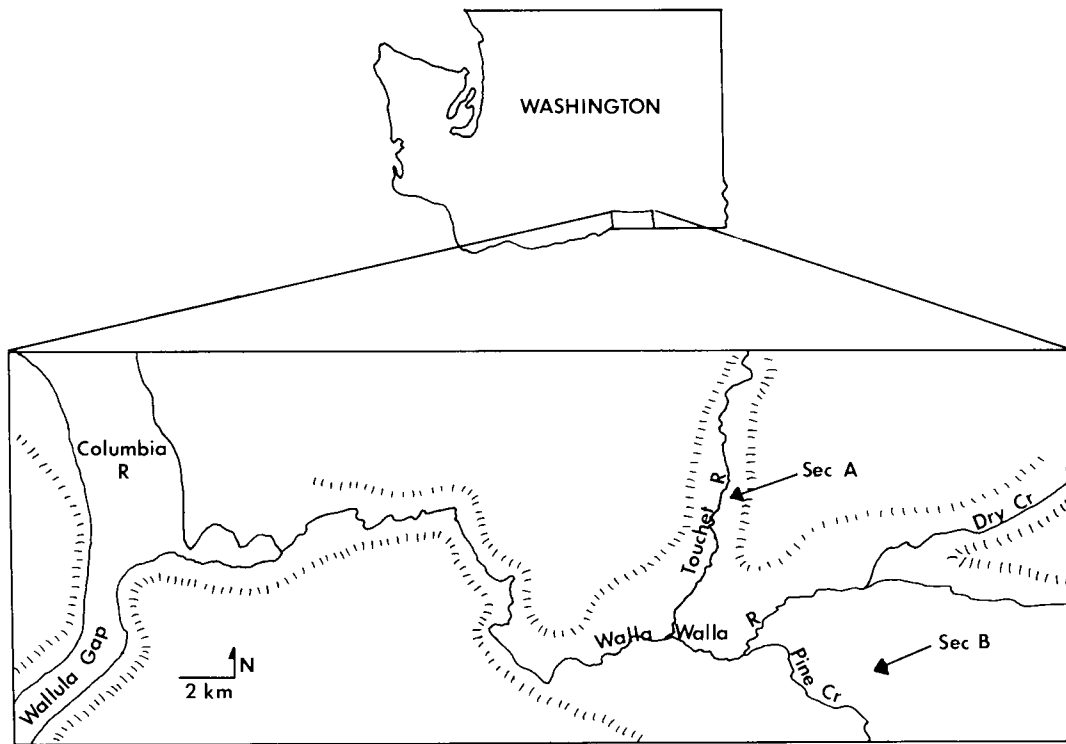 WASHINGTON
Columbia
R
Sec A
Touchet R
Dry Cr
Walla Walla R
Sec B
Pine Cr
Wallula Gap
N
2 km